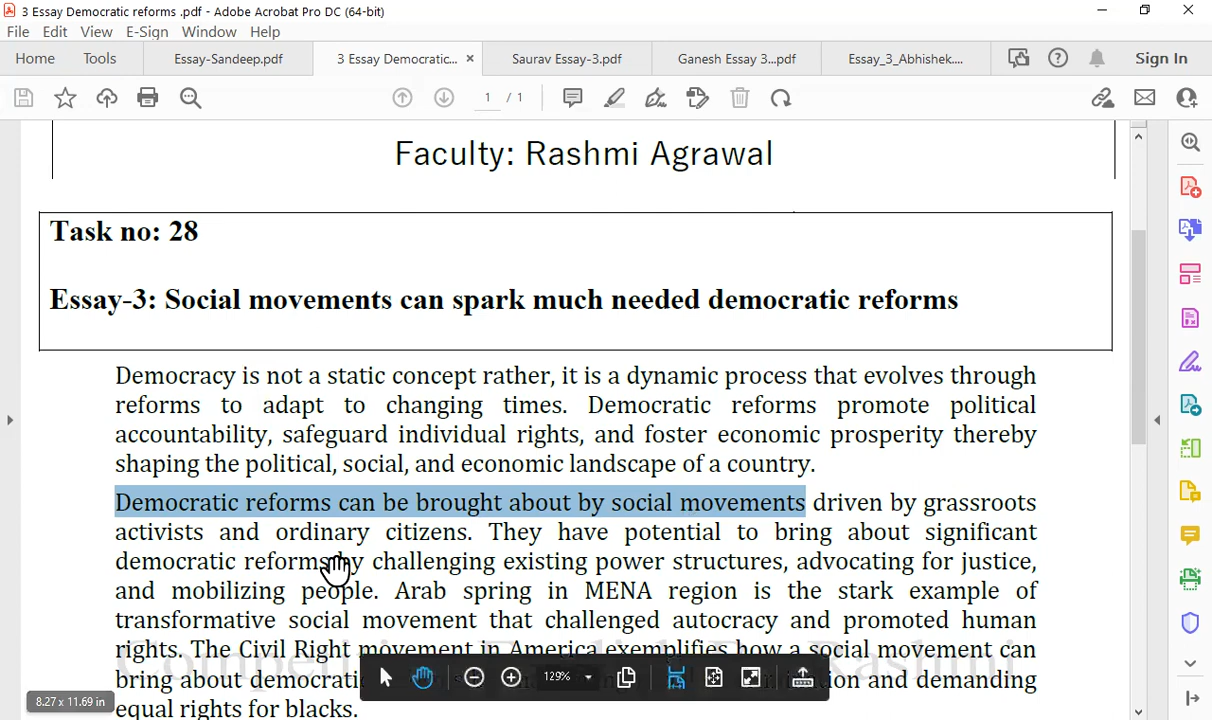 3 Essay Democratic reforms .pdf - Adobe Acrobat Pro DC (64-bit)
File Edit View E-Sign Window Help
Home Tools Essay-Sandeep.pdf 3 Essay Democratic... × Saurav Essay-3.pdf Ganesh Essay 3...pdf Essay_3_Abhishek.... Sign In
1 / 1
Faculty: Rashmi Agrawal
Task no: 28
Essay-3: Social movements can spark much needed democratic reforms
Democracy is not a static concept rather, it is a dynamic process that evolves through
reforms to adapt to changing times. Democratic reforms promote political
accountability, safeguard individual rights, and foster economic prosperity thereby
shaping the political, social, and economic landscape of a country.
Democratic reforms can be brought about by social movements driven by grassroots
activists and ordinary citizens. They have potential to bring about significant
democratic reforms by challenging existing power structures, advocating for justice,
and mobilizing people. Arab spring in MENA region is the stark example of
transformative social movement that challenged autocracy and promoted human
rights. The Civil Right movement in America exemplifies how a social movement can
bring about democrati and demanding
equal rights for blacks.
129%
8.27 x 11.69 in